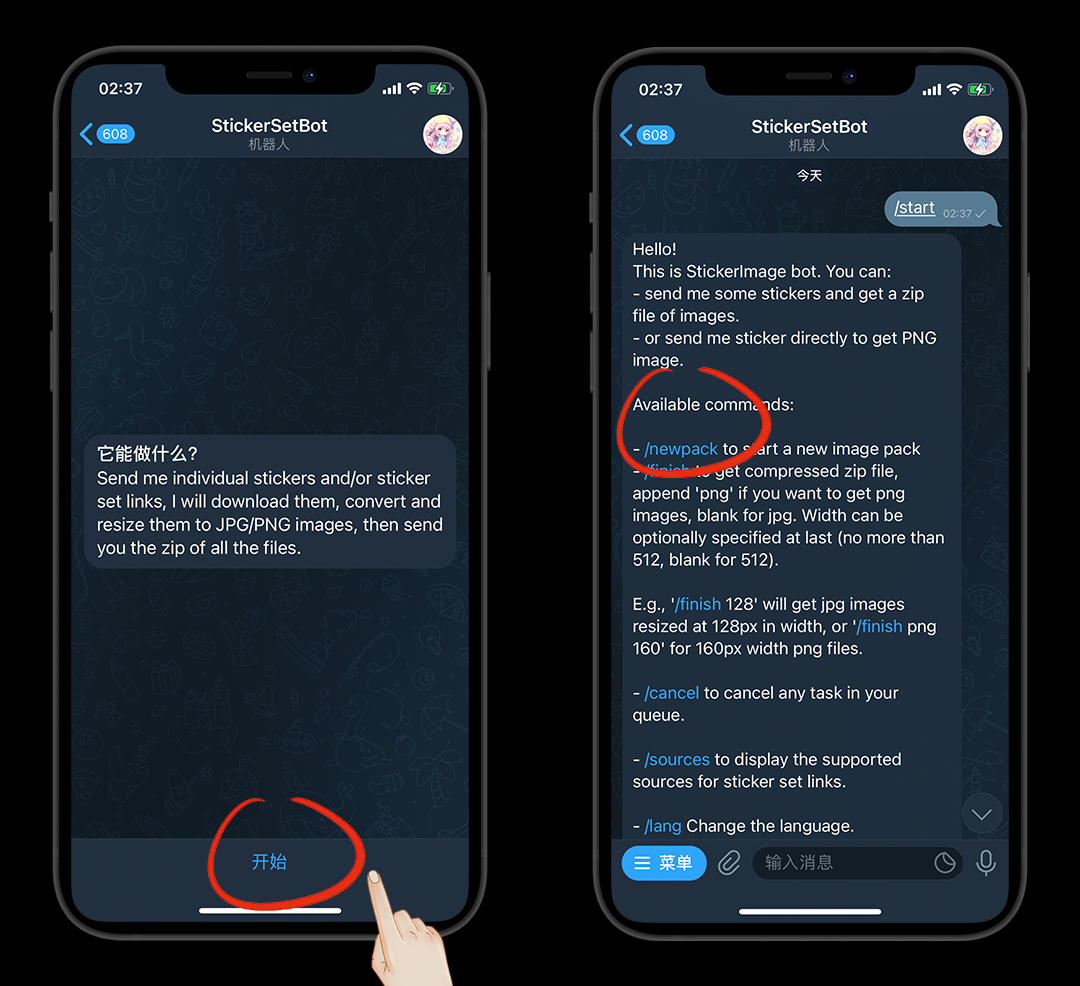 02:37
608
StickerSetBot
机器人
它能做什么?
Send me individual stickers and/or sticker
set links, I will download them, convert and
resize them to JPG/PNG images, then send
you the zip of all the files.
开始
02:37
608
StickerSetBot
机器人
今天
/start 02:37
Hello!
This is StickerImage bot. You can:
- send me some stickers and get a zip
file of images.
- or send me sticker directly to get PNG
image.
Available commands:
- /newpack to start a new image pack
- /finish to get compressed zip file,
append 'png' if you want to get png
images, blank for jpg. Width can be
optionally specified at last (no more than
512, blank for 512).
E.g., '/finish 128' will get jpg images
resized at 128px in width, or '/finish png
160' for 160px width png files.
- /cancel to cancel any task in your
queue.
- /sources to display the supported
sources for sticker set links.
- /lang Change the language.
菜单
输入消息